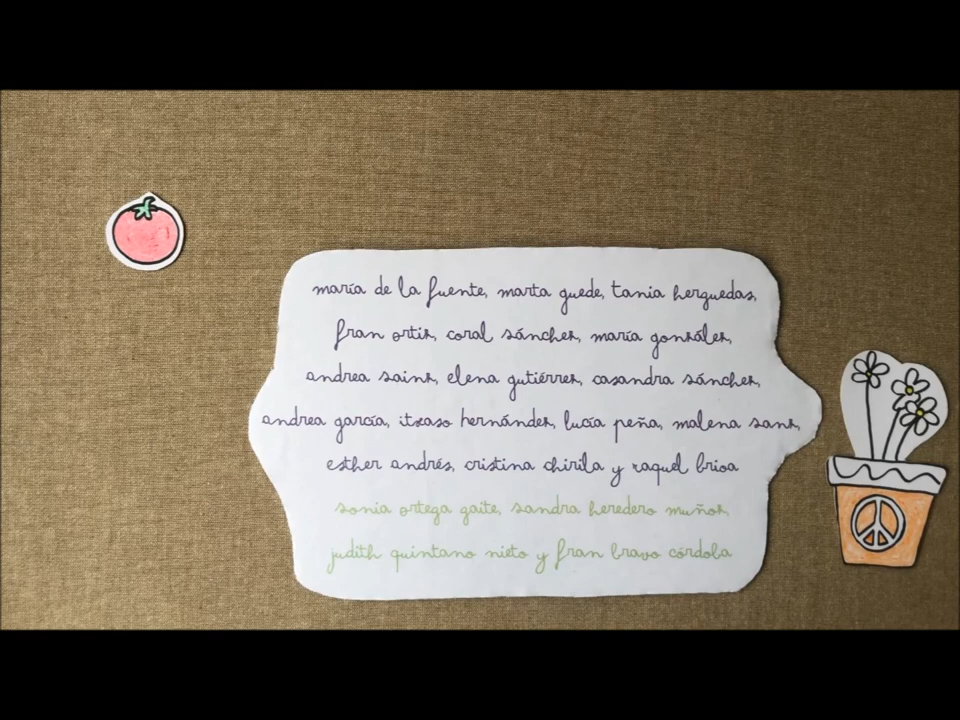 maría de la fuente, marta guede, tania herguedas,
fran ortiz, coral sánchez, maría gonzález,
andrea sainz, elena gutiérrez, casandra sánchez,
andrea garcía, itxaso hernández, lucía peña, malena sanz,
esther andrés, cristina chirila y raquel brioa
sonia ortega gaite, sandra heredero muñoz,
judith quintano nieto y fran bravo córdoba